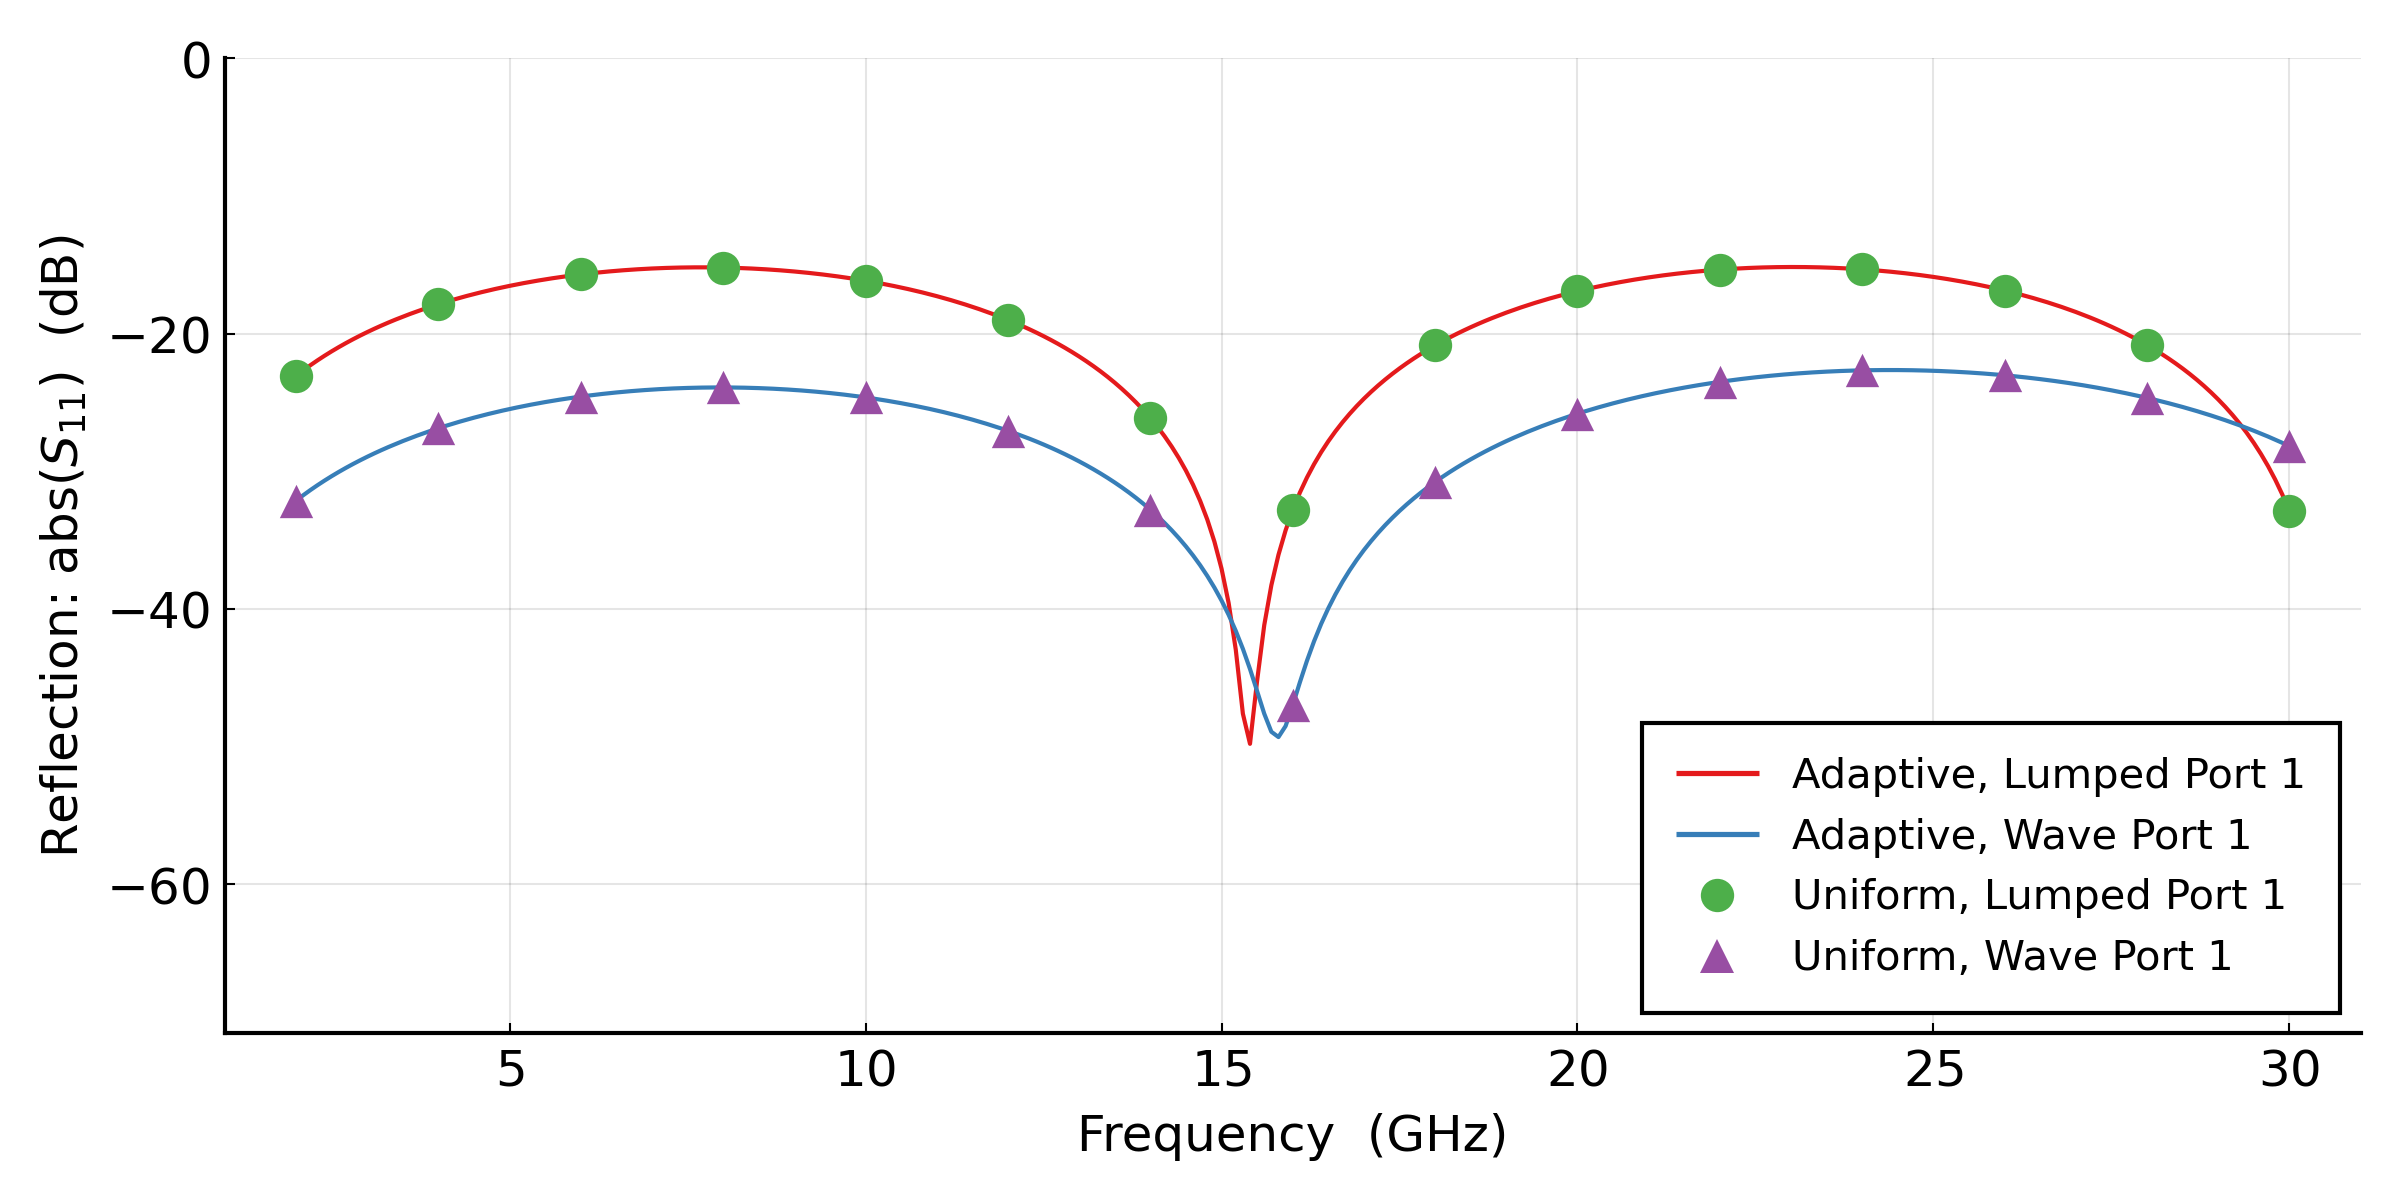 0
−20
−40
−60
Reflection: abs(S₁₁) (dB)
5 10 15 20 25 30
Frequency (GHz)
Adaptive, Lumped Port 1
Adaptive, Wave Port 1
Uniform, Lumped Port 1
Uniform, Wave Port 1